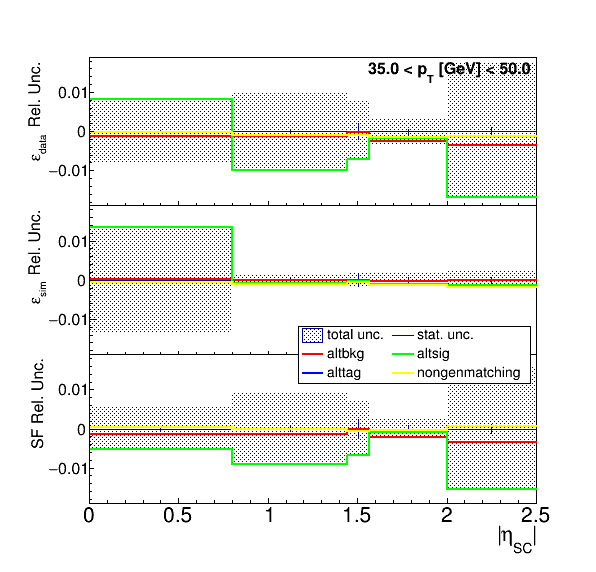 35.0 < p_T [GeV] < 50.0
ε_data Rel. Unc.
0.01
0
−0.01
ε_sim Rel. Unc.
0.01
0
−0.01
total unc. stat. unc.
altbkg altsig
alttag nongenmatching
SF Rel. Unc.
0.01
0
−0.01
0 0.5 1 1.5 2 2.5
|η_SC|